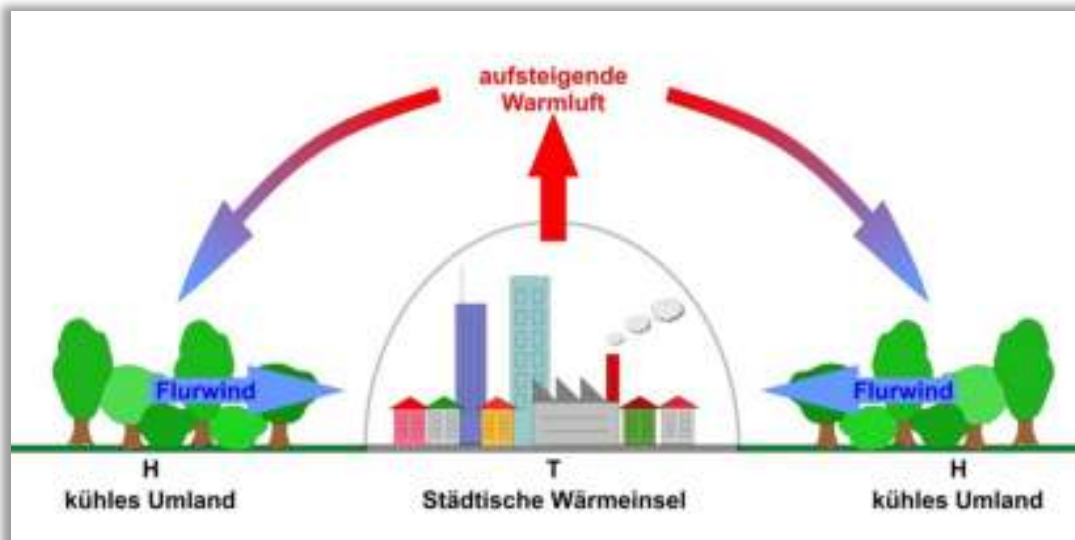 aufsteigende
Warmluft
Flurwind
Flurwind
H
T
H
kühles Umland
Städtische Wärmeinsel
kühles Umland